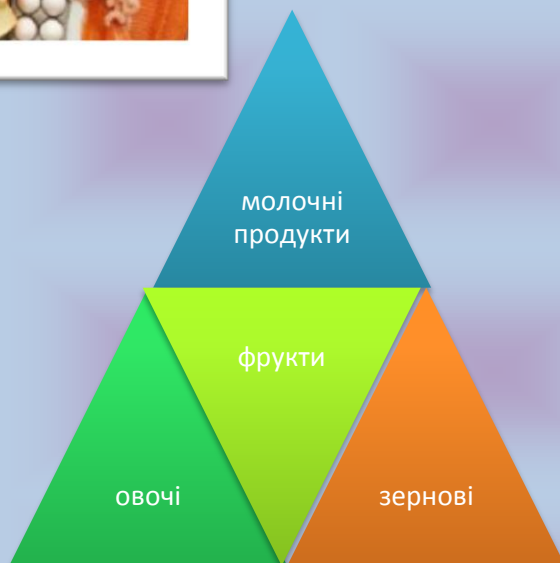 молочні
продукти
фрукти
овочі
зернові